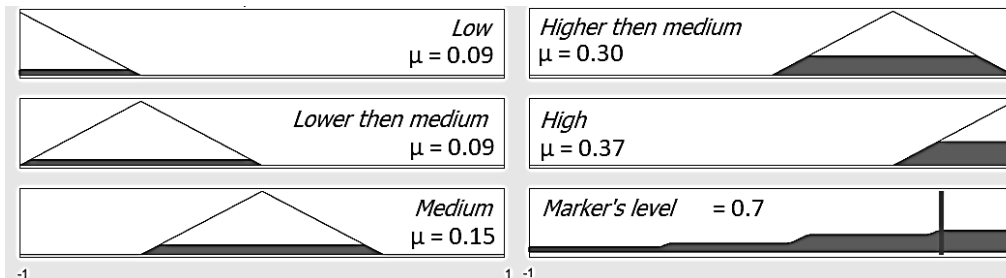 Low
μ = 0.09
Lower then medium
μ = 0.09
Medium
μ = 0.15
-1 1
Higher then medium
μ = 0.30
High
μ = 0.37
Marker's level = 0.7
-1